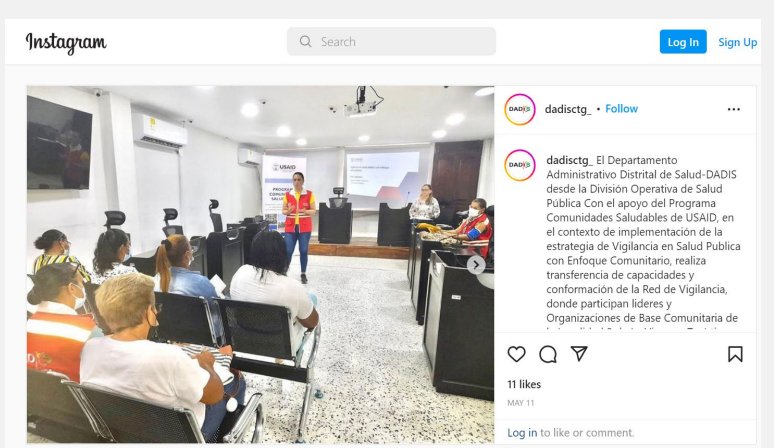 Instagram
Search
Log In
Sign Up
USAID
PROGRAM
COMUNID
SALUD
DADIS
dadisctg_ • Follow
...
DADIS
dadisctg_ El Departamento
Administrativo Distrital de Salud-DADIS
desde la División Operativa de Salud
Pública Con el apoyo del Programa
Comunidades Saludables de USAID, en
el contexto de implementación de la
estrategia de Vigilancia en Salud Publica
con Enfoque Comunitario, realiza
transferencia de capacidades y
conformación de la Red de Vigilancia,
donde participan lideres y
Organizaciones de Base Comunitaria de
11 likes
MAY 11
Log in to like or comment.